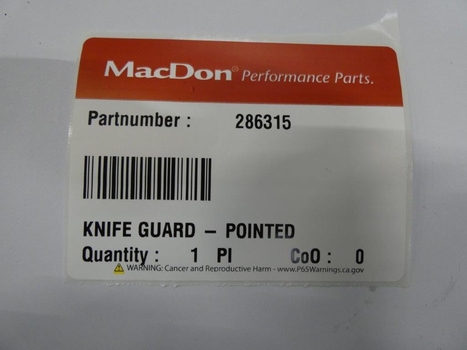 MacDon® Performance Parts.
Partnumber : 286315
KNIFE GUARD - POINTED
Quantity : 1 PI CoO : 0
WARNING: Cancer and Reproductive Harm - www.P65Warnings.ca.gov